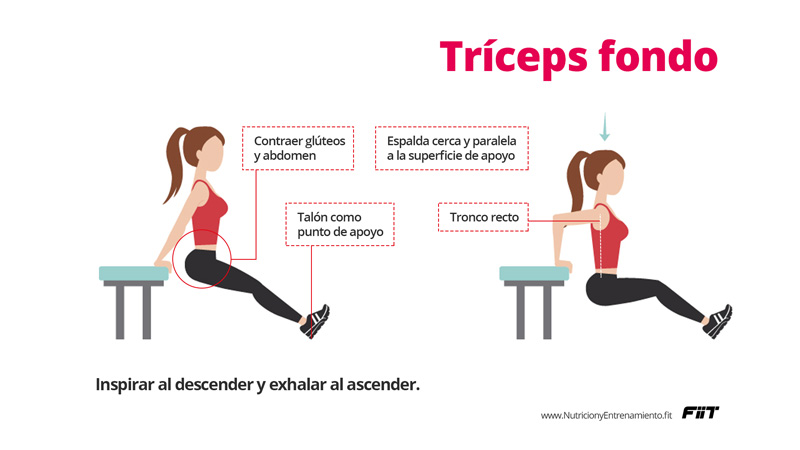 Tríceps fondo
Contraer glúteos
y abdomen
Espalda cerca y paralela
a la superficie de apoyo
Talón como
punto de apoyo
Tronco recto
Inspirar al descender y exhalar al ascender.
www.NutricionyEntrenamiento.fit FIIT